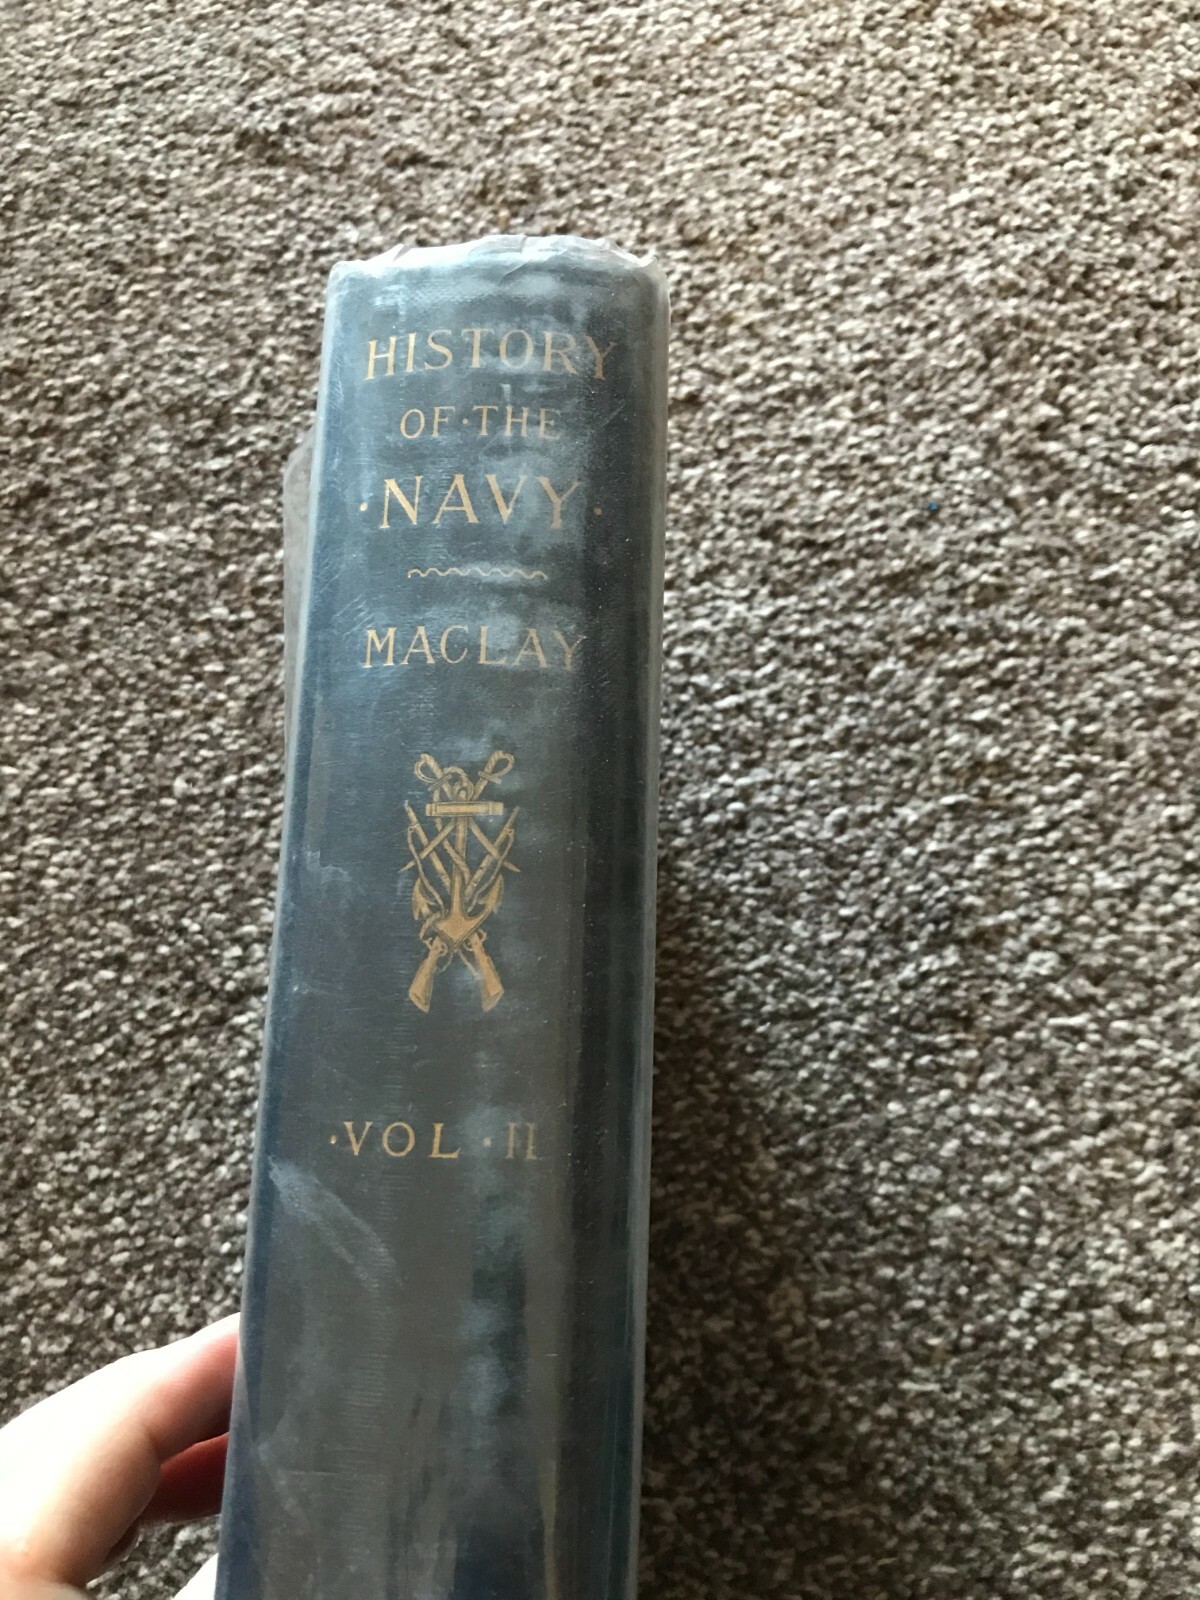 HISTORY
OF·THE
·NAVY·
MACLAY
·VOL·II